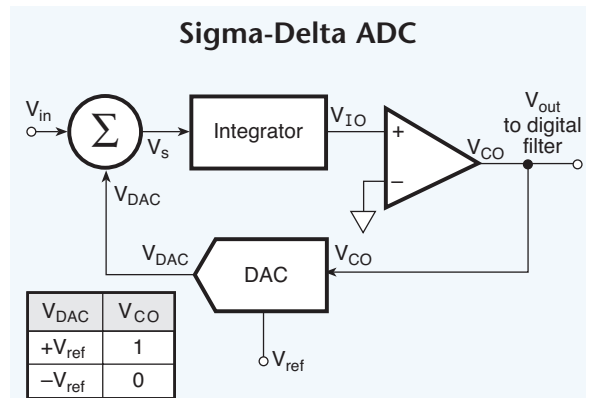 Sigma-Delta ADC
V_in
Σ
V_s
Integrator
V_IO
+
−
V_CO
V_out
to digital
filter
V_DAC
V_DAC
DAC
V_CO
V_ref
V_DAC V_CO
+V_ref 1
−V_ref 0